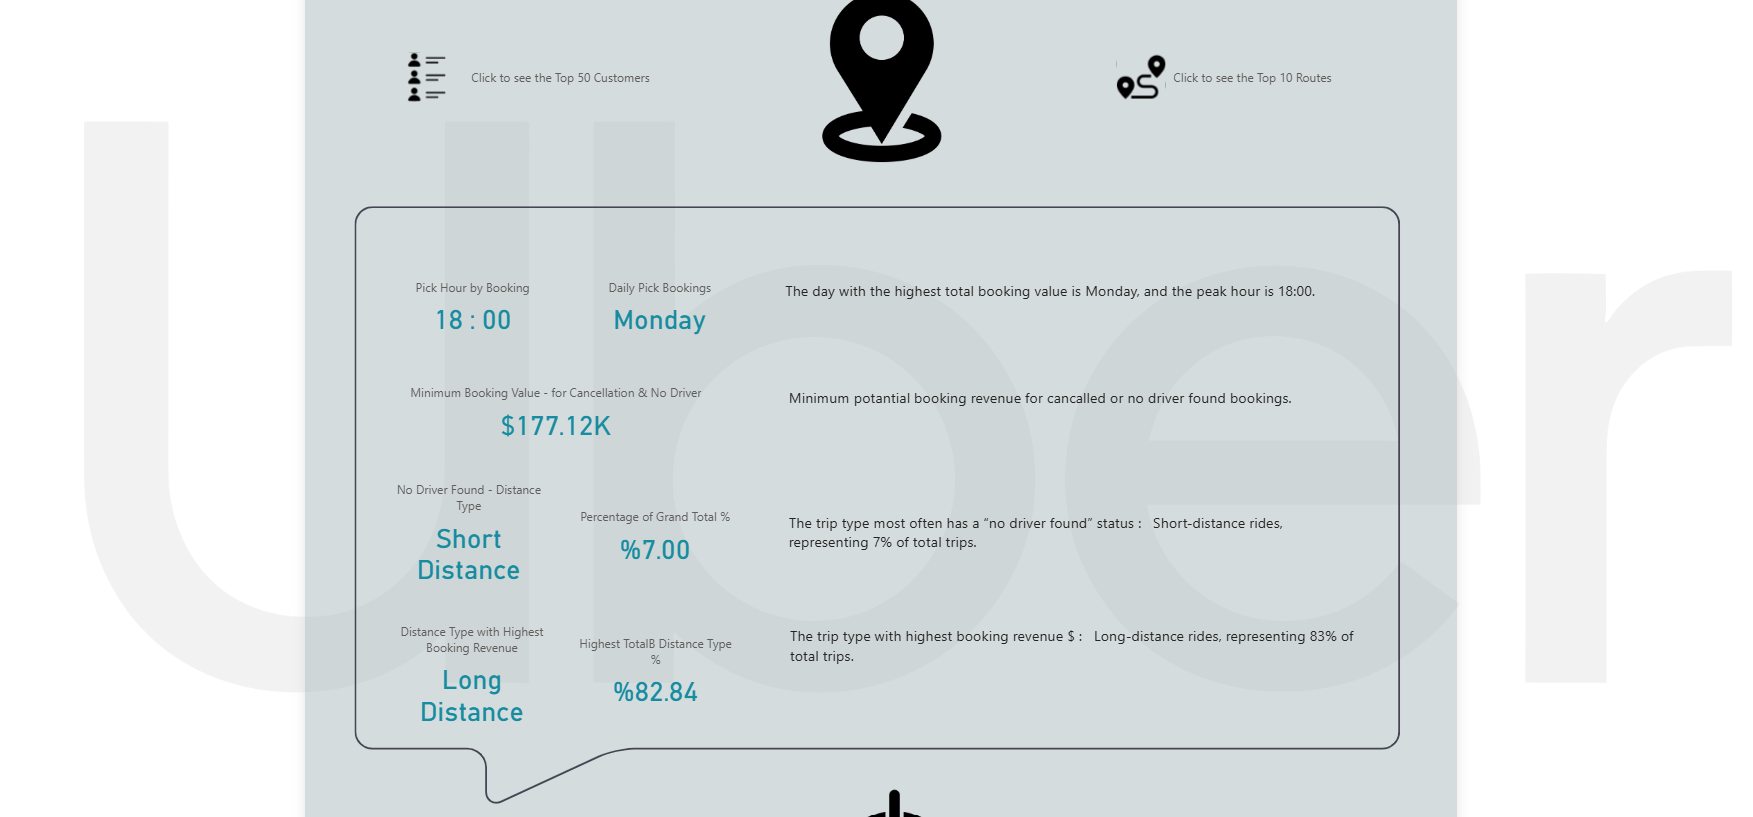 Click to see the Top 50 Customers
Click to see the Top 10 Routes
Uber
Pick Hour by Booking
18 : 00
Daily Pick Bookings
Monday
The day with the highest total booking value is Monday, and the peak hour is 18:00.
Minimum Booking Value - for Cancellation & No Driver
$177.12K
Minimum potantial booking revenue for cancalled or no driver found bookings.
No Driver Found - Distance
Type
Short
Distance
Percentage of Grand Total %
%7.00
The trip type most often has a “no driver found” status :   Short-distance rides,
representing 7% of total trips.
Distance Type with Highest
Booking Revenue
Long
Distance
Highest TotalB Distance Type
%
%82.84
The trip type with highest booking revenue $ :   Long-distance rides, representing 83% of
total trips.